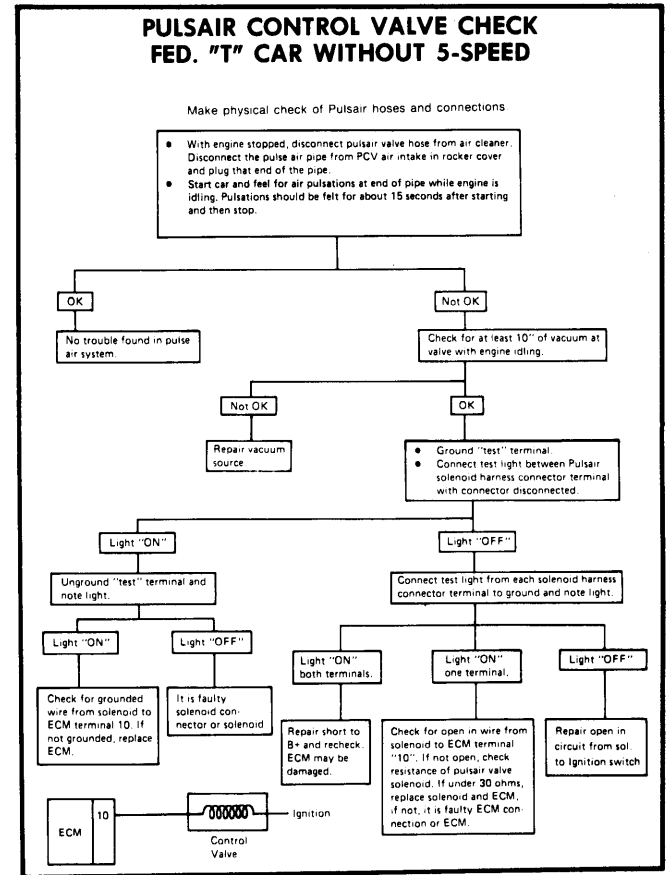 PULSAIR CONTROL VALVE CHECK
FED. "T" CAR WITHOUT 5-SPEED
Make physical check of Pulsair hoses and connections
• With engine stopped, disconnect pulsair valve hose from air cleaner.
Disconnect the pulse air pipe from PCV air intake in rocker cover
and plug that end of the pipe.
• Start car and feel for air pulsations at end of pipe while engine is
idling. Pulsations should be felt for about 15 seconds after starting
and then stop.
OK
Not OK
No trouble found in pulse
air system.
Check for at least 10" of vacuum at
valve with engine idling.
Not OK
OK
Repair vacuum
source
• Ground "test" terminal.
• Connect test light between Pulsair
solenoid harness connector terminal
with connector disconnected.
Light "ON"
Light "OFF"
Unground "test" terminal and
note light.
Connect test light from each solenoid harness
connector terminal to ground and note light.
Light "ON"
Light "OFF"
Light "ON"
both terminals.
Light "ON"
one terminal.
Light "OFF"
Check for grounded
wire from solenoid to
ECM terminal 10. If
not grounded, replace
ECM.
It is faulty
solenoid con-
nector or solenoid
Repair short to
B+ and recheck.
ECM may be
damaged.
Check for open in wire from
solenoid to ECM terminal
"10". If not open, check
resistance of pulsair valve
solenoid. If under 30 ohms,
replace solenoid and ECM,
if not, it is faulty ECM con-
nection or ECM.
Repair open in
circuit from sol.
to Ignition switch
10
ECM
Ignition
Control
Valve